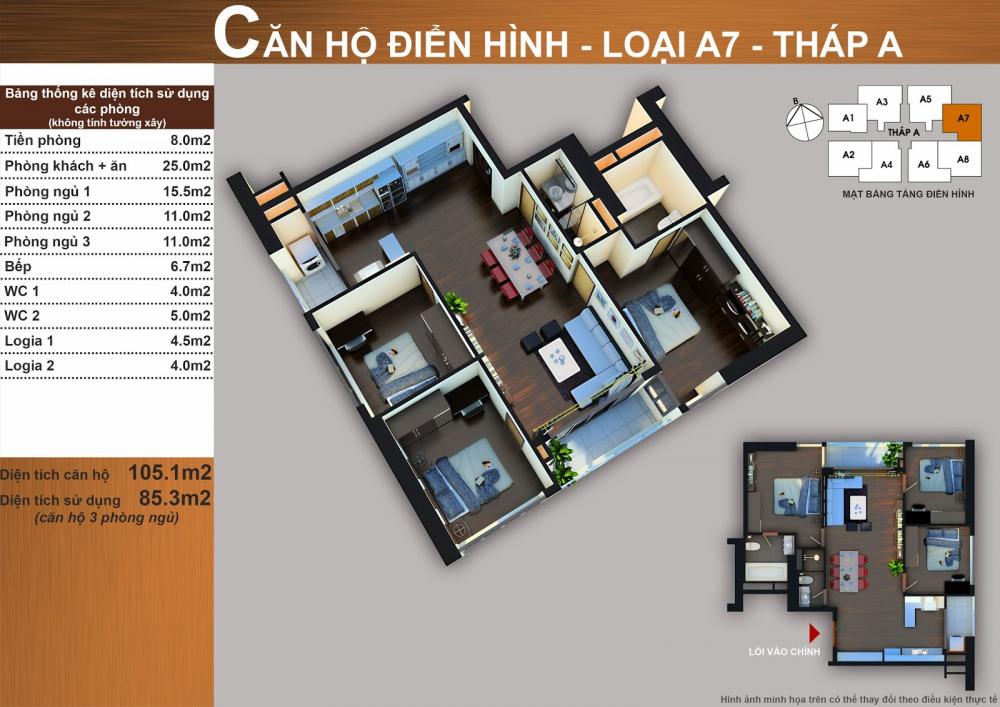 CĂN HỘ ĐIỂN HÌNH - LOẠI A7 - THÁP A
Bảng thống kê diện tích sử dụng
các phòng
(không tính tường xây)
Tiền phòng 8.0m2
Phòng khách + ăn 25.0m2
Phòng ngủ 1 15.5m2
Phòng ngủ 2 11.0m2
Phòng ngủ 3 11.0m2
Bếp 6.7m2
WC 1 4.0m2
WC 2 5.0m2
Logia 1 4.5m2
Logia 2 4.0m2
Diện tích căn hộ 105.1m2
Diện tích sử dụng 85.3m2
(căn hộ 3 phòng ngủ)
B
A3 A5
A1 A7
THÁP A
A2 A4 A6 A8
MẶT BẰNG TẦNG ĐIỂN HÌNH
LỐI VÀO CHÍNH
Hình ảnh minh họa trên có thể thay đổi theo điều kiện thực tế